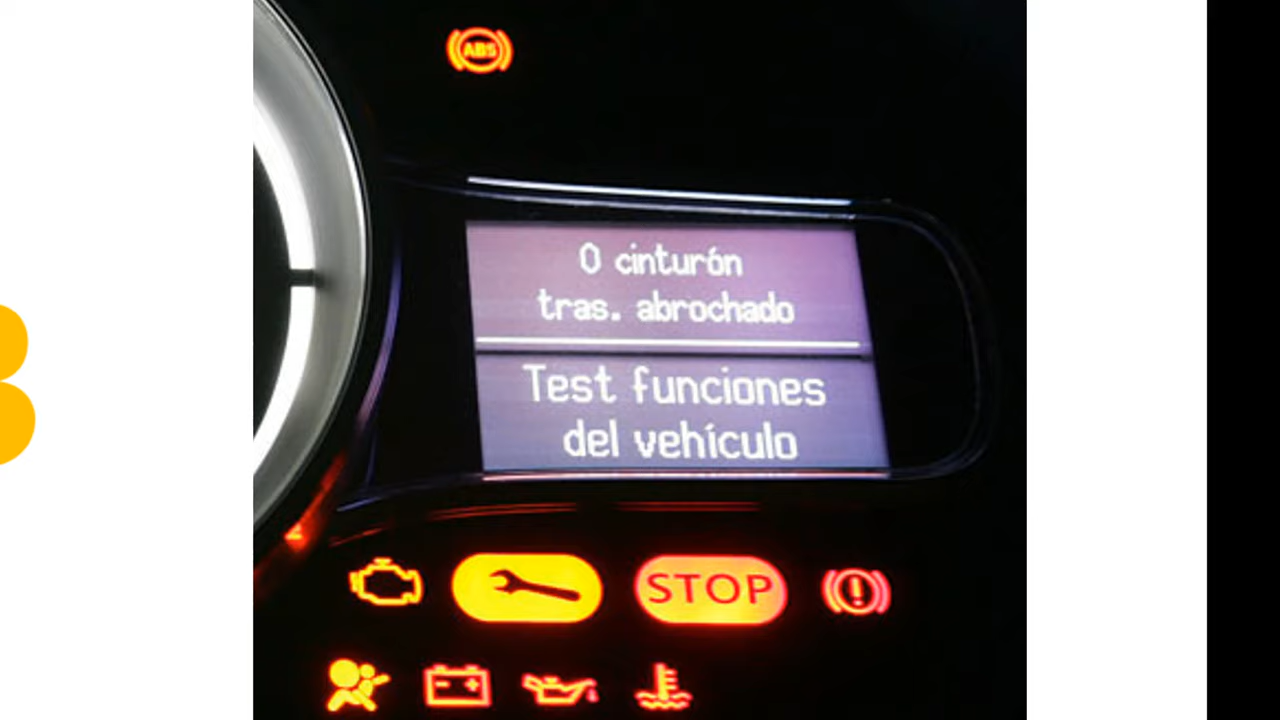 ABS
0 cinturón
tras. abrochado
Test funciones
del vehículo
STOP